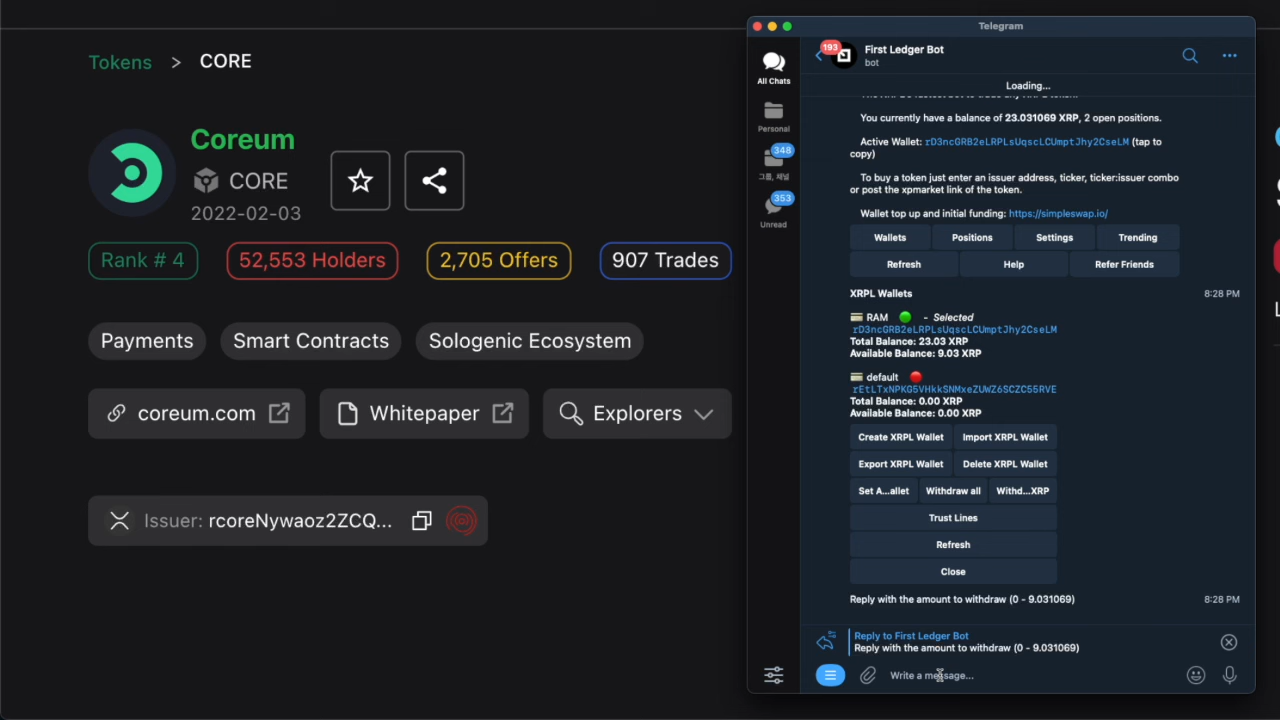 Tokens > CORE
Coreum
CORE
2022-02-03
Rank # 4
52,553 Holders
2,705 Offers
907 Trades
Payments
Smart Contracts
Sologenic Ecosystem
coreum.com
Whitepaper
Explorers
Issuer: rcoreNywaoz2ZCQ...
Telegram
193
First Ledger Bot
bot
All Chats
Loading...
Personal
348
그룹, 채널
353
Unread
You currently have a balance of 23.031069 XRP, 2 open positions.
Active Wallet: rD3ncGRB2eLRPLsUqscLCUmptJhy2CseLM (tap to
copy)
To buy a token just enter an issuer address, ticker, ticker:issuer combo
or post the xpmarket link of the token.
Wallet top up and initial funding: https://simpleswap.io/
Wallets
Positions
Settings
Trending
Refresh
Help
Refer Friends
XRPL Wallets
8:28 PM
RAM - Selected
rD3ncGRB2eLRPLsUqscLCUmptJhy2CseLM
Total Balance: 23.03 XRP
Available Balance: 9.03 XRP
default
rEtLTxNPKG5VHkkSNMxeZUWZ6SCZC55RVE
Total Balance: 0.00 XRP
Available Balance: 0.00 XRP
Create XRPL Wallet
Import XRPL Wallet
Export XRPL Wallet
Delete XRPL Wallet
Set A...allet
Withdraw all
Withd...XRP
Trust Lines
Refresh
Close
Reply with the amount to withdraw (0 - 9.031069)
8:28 PM
Reply to First Ledger Bot
Reply with the amount to withdraw (0 - 9.031069)
Write a message...